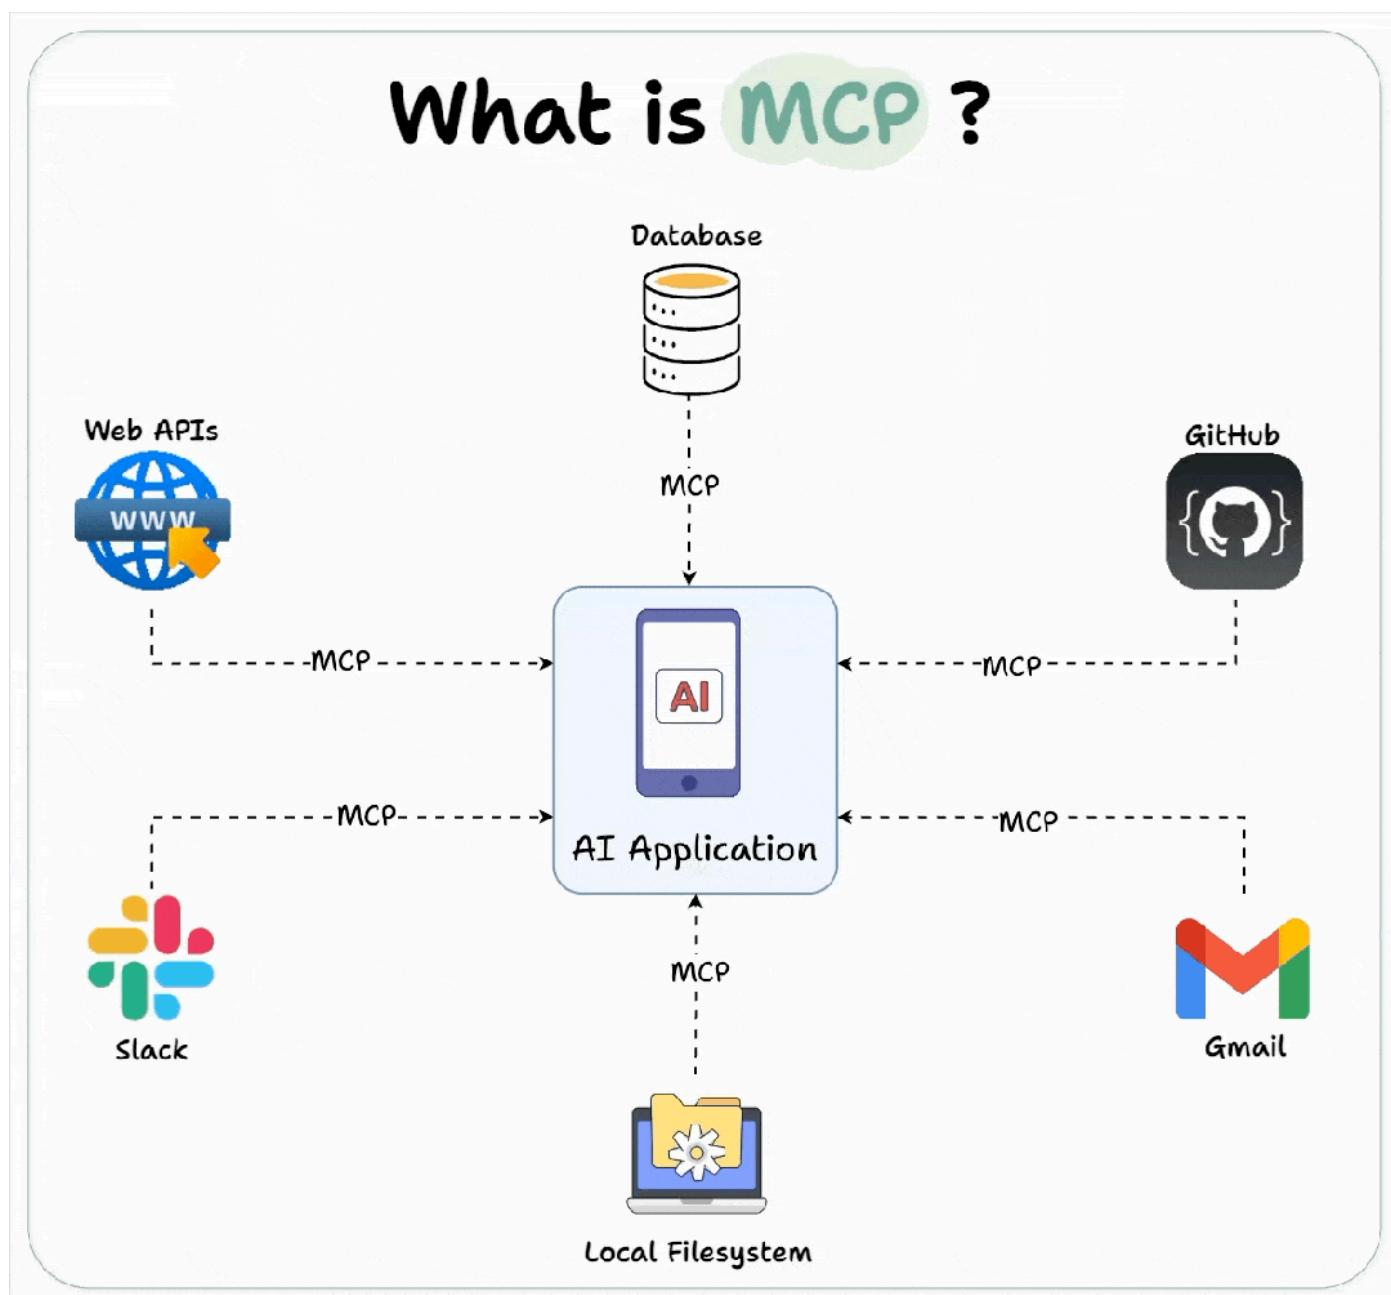 What is MCP ?
Database
MCP
Web APIs
WWW
GitHub
{ }
MCP
MCP
AI
AI Application
MCP
MCP
MCP
Slack
Gmail
Local Filesystem